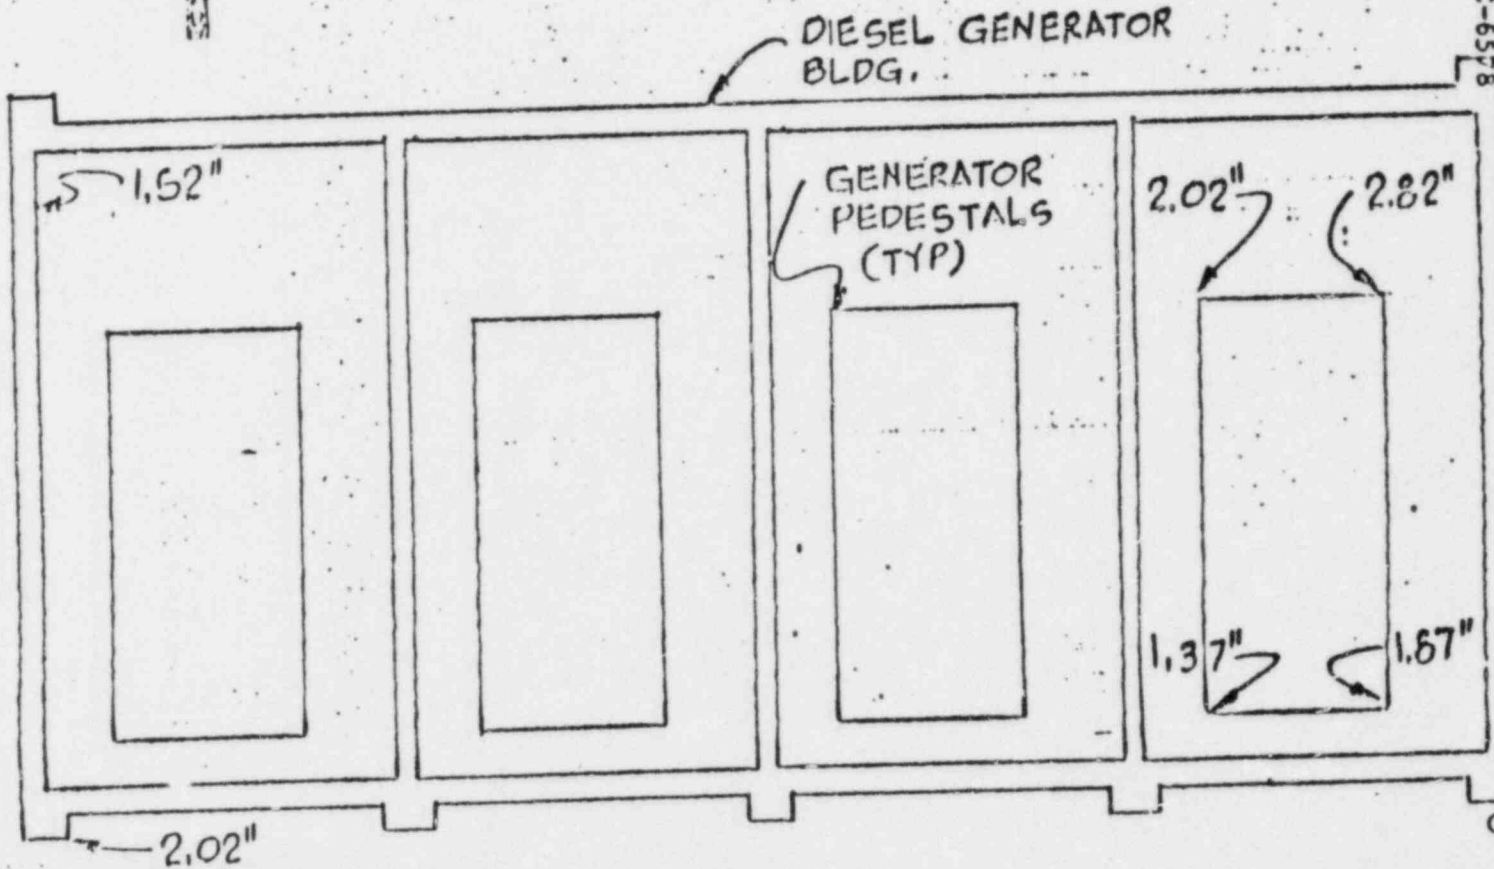 DIESEL GENERATOR
BLDG.
1.52"
GENERATOR
PEDESTALS
(TYP)
2.02"
2.82"
1.37"
1.67"
2.02"